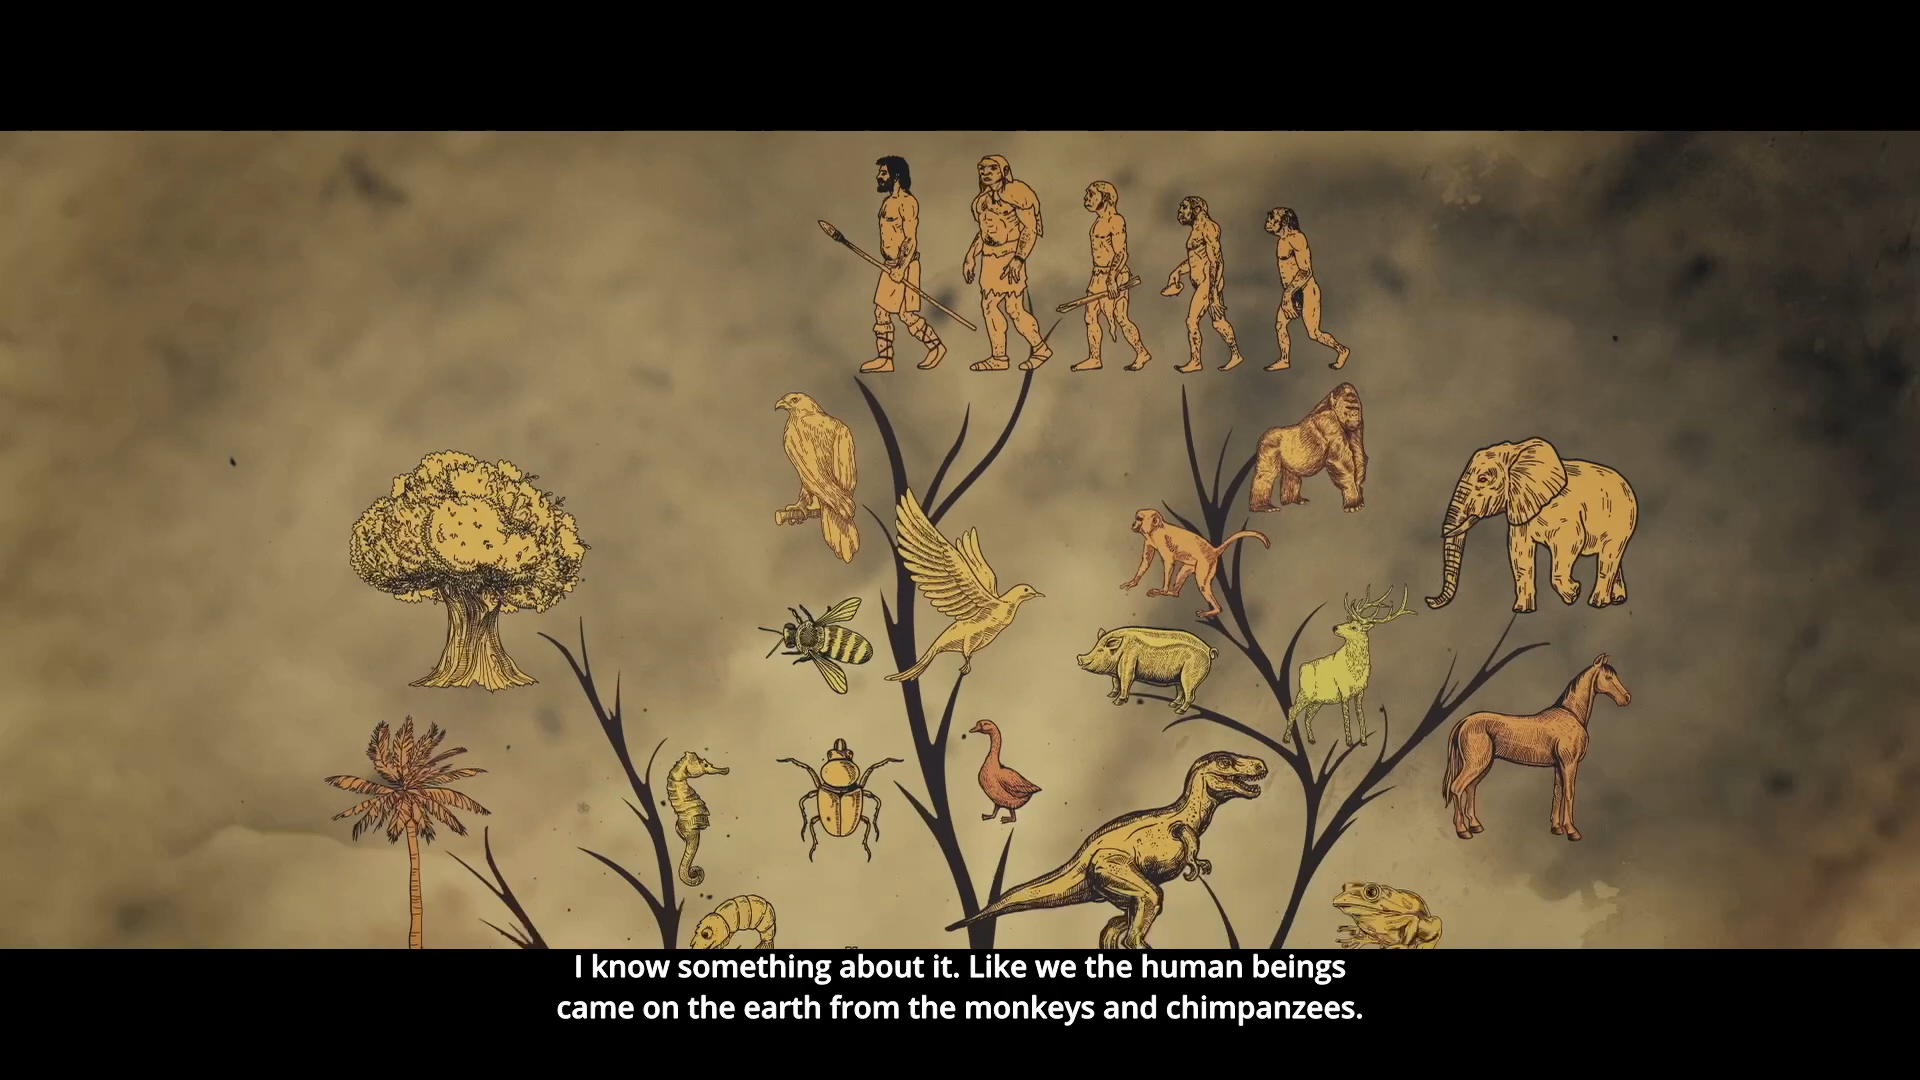 I know something about it. Like we the human beings
came on the earth from the monkeys and chimpanzees.